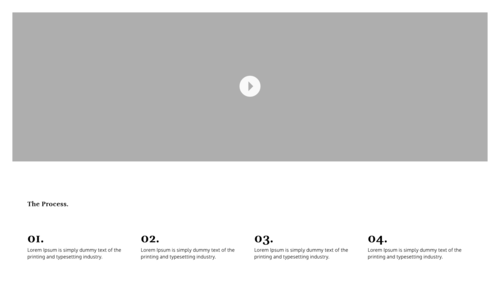 The Process.
01.
Lorem Ipsum is simply dummy text of the
printing and typesetting industry.
02.
Lorem Ipsum is simply dummy text of the
printing and typesetting industry.
03.
Lorem Ipsum is simply dummy text of the
printing and typesetting industry.
04.
Lorem Ipsum is simply dummy text of the
printing and typesetting industry.